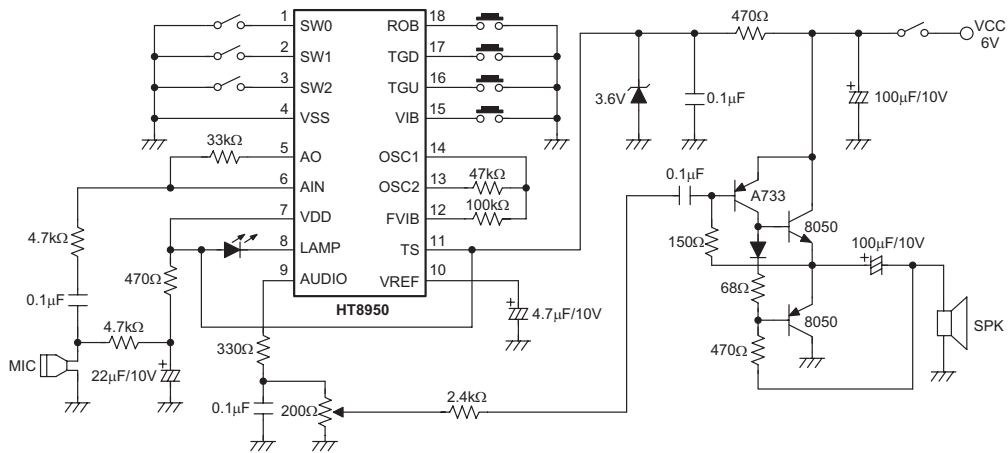 1 SW0 ROB 18
2 SW1 TGD 17
3 SW2 TGU 16
4 VSS VIB 15
5 AO OSC1 14
6 AIN OSC2 13
7 VDD FVIB 12
8 LAMP TS 11
9 AUDIO VREF 10
HT8950
33kΩ
4.7kΩ
470Ω
0.1μF
4.7kΩ
MIC
22μF/10V
330Ω
0.1μF
200Ω
2.4kΩ
47kΩ
100kΩ
4.7μF/10V
3.6V
0.1μF
470Ω
VCC
6V
100μF/10V
0.1μF
A733
8050
150Ω
100μF/10V
68Ω
8050
470Ω
SPK